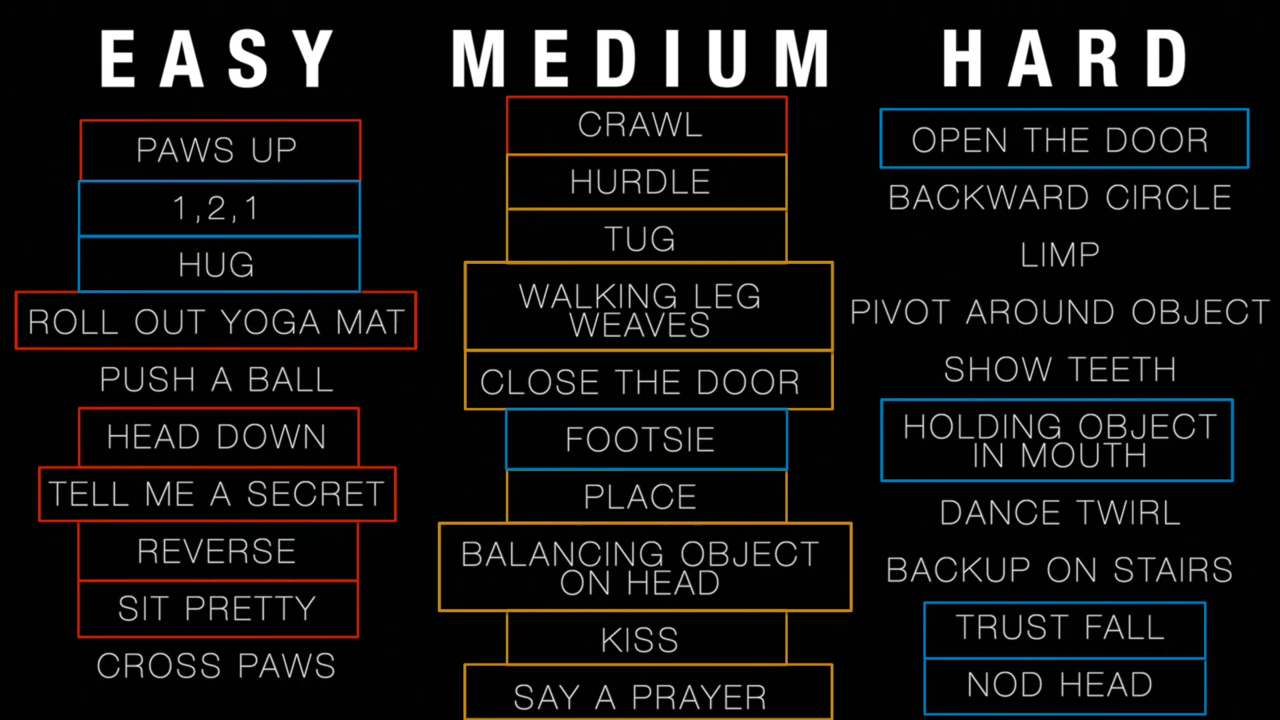 EASY
PAWS UP
1,2,1
HUG
ROLL OUT YOGA MAT
PUSH A BALL
HEAD DOWN
TELL ME A SECRET
REVERSE
SIT PRETTY
CROSS PAWS
MEDIUM
CRAWL
HURDLE
TUG
WALKING LEG
WEAVES
CLOSE THE DOOR
FOOTSIE
PLACE
BALANCING OBJECT
ON HEAD
KISS
SAY A PRAYER
HARD
OPEN THE DOOR
BACKWARD CIRCLE
LIMP
PIVOT AROUND OBJECT
SHOW TEETH
HOLDING OBJECT
IN MOUTH
DANCE TWIRL
BACKUP ON STAIRS
TRUST FALL
NOD HEAD